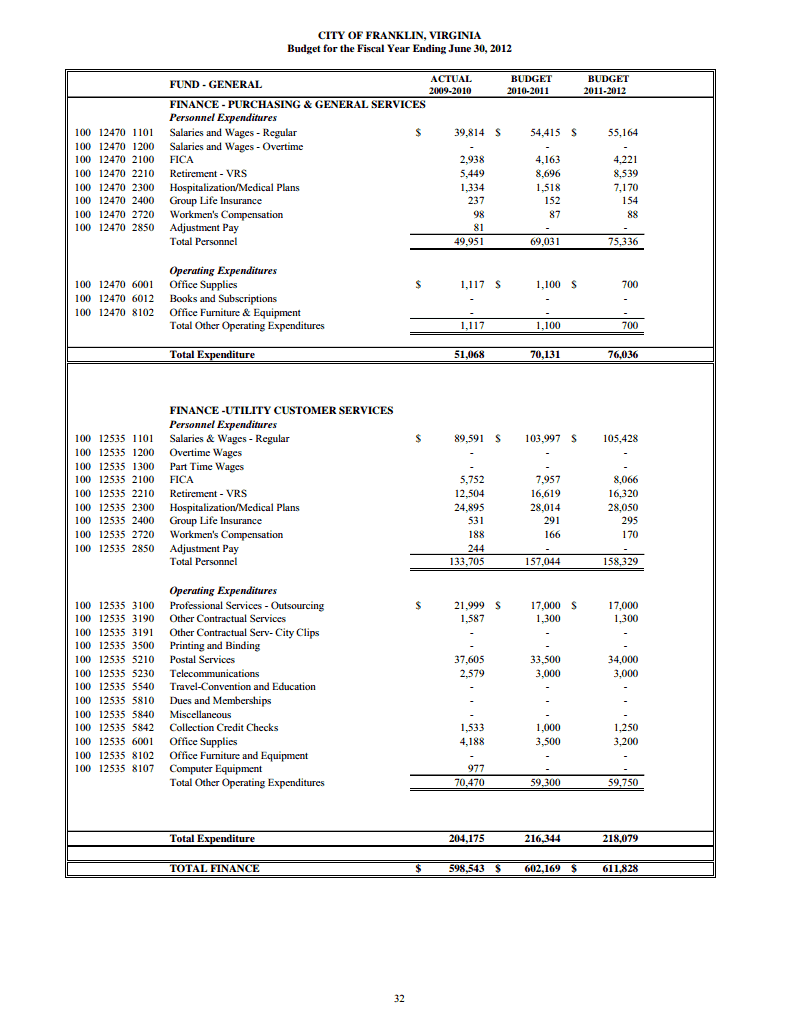 CITY OF FRANKLIN, VIRGINIA
Budget for the Fiscal Year Ending June 30, 2012
FUND - GENERAL ACTUAL 2009-2010 BUDGET 2010-2011 BUDGET 2011-2012
FINANCE - PURCHASING & GENERAL SERVICES
Personnel Expenditures
100 12470 1101 Salaries and Wages - Regular $ 39,814 $ 54,415 $ 55,164
100 12470 1200 Salaries and Wages - Overtime - - -
100 12470 2100 FICA 2,938 4,163 4,221
100 12470 2210 Retirement - VRS 5,449 8,696 8,539
100 12470 2300 Hospitalization/Medical Plans 1,334 1,518 7,170
100 12470 2400 Group Life Insurance 237 152 154
100 12470 2720 Workmen's Compensation 98 87 88
100 12470 2850 Adjustment Pay 81 - -
Total Personnel 49,951 69,031 75,336
Operating Expenditures
100 12470 6001 Office Supplies $ 1,117 $ 1,100 $ 700
100 12470 6012 Books and Subscriptions - - -
100 12470 8102 Office Furniture & Equipment - - -
Total Other Operating Expenditures 1,117 1,100 700
Total Expenditure 51,068 70,131 76,036
FINANCE -UTILITY CUSTOMER SERVICES
Personnel Expenditures
100 12535 1101 Salaries & Wages - Regular $ 89,591 $ 103,997 $ 105,428
100 12535 1200 Overtime Wages - - -
100 12535 1300 Part Time Wages - - -
100 12535 2100 FICA 5,752 7,957 8,066
100 12535 2210 Retirement - VRS 12,504 16,619 16,320
100 12535 2300 Hospitalization/Medical Plans 24,895 28,014 28,050
100 12535 2400 Group Life Insurance 531 291 295
100 12535 2720 Workmen's Compensation 188 166 170
100 12535 2850 Adjustment Pay 244 - -
Total Personnel 133,705 157,044 158,329
Operating Expenditures
100 12535 3100 Professional Services - Outsourcing $ 21,999 $ 17,000 $ 17,000
100 12535 3190 Other Contractual Services 1,587 1,300 1,300
100 12535 3191 Other Contractual Serv- City Clips - - -
100 12535 3500 Printing and Binding - - -
100 12535 5210 Postal Services 37,605 33,500 34,000
100 12535 5230 Telecommunications 2,579 3,000 3,000
100 12535 5540 Travel-Convention and Education - - -
100 12535 5810 Dues and Memberships - - -
100 12535 5840 Miscellaneous - - -
100 12535 5842 Collection Credit Checks 1,533 1,000 1,250
100 12535 6001 Office Supplies 4,188 3,500 3,200
100 12535 8102 Office Furniture and Equipment - - -
100 12535 8107 Computer Equipment 977 - -
Total Other Operating Expenditures 70,470 59,300 59,750
Total Expenditure 204,175 216,344 218,079
TOTAL FINANCE $ 598,543 $ 602,169 $ 611,828
32